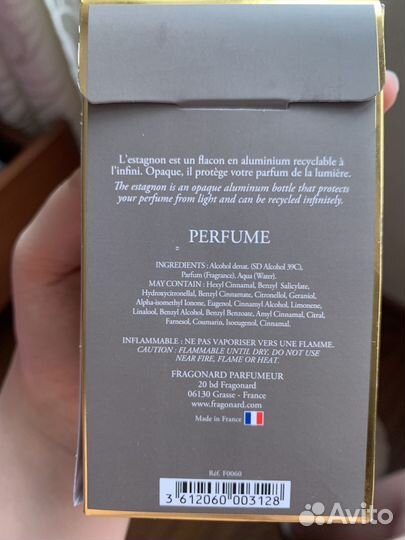 L'estagnon est un flacon en aluminium recyclable à
l'infini. Opaque, il protège votre parfum de la lumière.
The estagnon is an opaque aluminum bottle that protects
your perfume from light and can be recycled infinitely.
PERFUME
INGREDIENTS : Alcohol denat. (SD Alcohol 39C),
Parfum (Fragrance). Aqua (Water).
MAY CONTAIN : Hexyl Cinnamal, Benzyl Salicylate,
Hydroxycitronellal, Benzyl Cinnamate, Citronellol, Geraniol,
Alpha-isomethyl Ionone, Eugenol, Cinnamyl Alcohol, Limonene,
Linalool, Benzyl Alcohol, Benzyl Benzoate, Amyl Cinnamal, Citral,
Farnesol, Coumarin, Isoeugenol, Cinnamal.
INFLAMMABLE : NE PAS VAPORISER VERS UNE FLAMME.
CAUTION : FLAMMABLE UNTIL DRY, DO NOT USE
NEAR FIRE, FLAME OR HEAT.
FRAGONARD PARFUMEUR
20 bd Fragonard
06130 Grasse - France
www.fragonard.com
Made in France
Réf. F0060
3 612060 003128
Avito